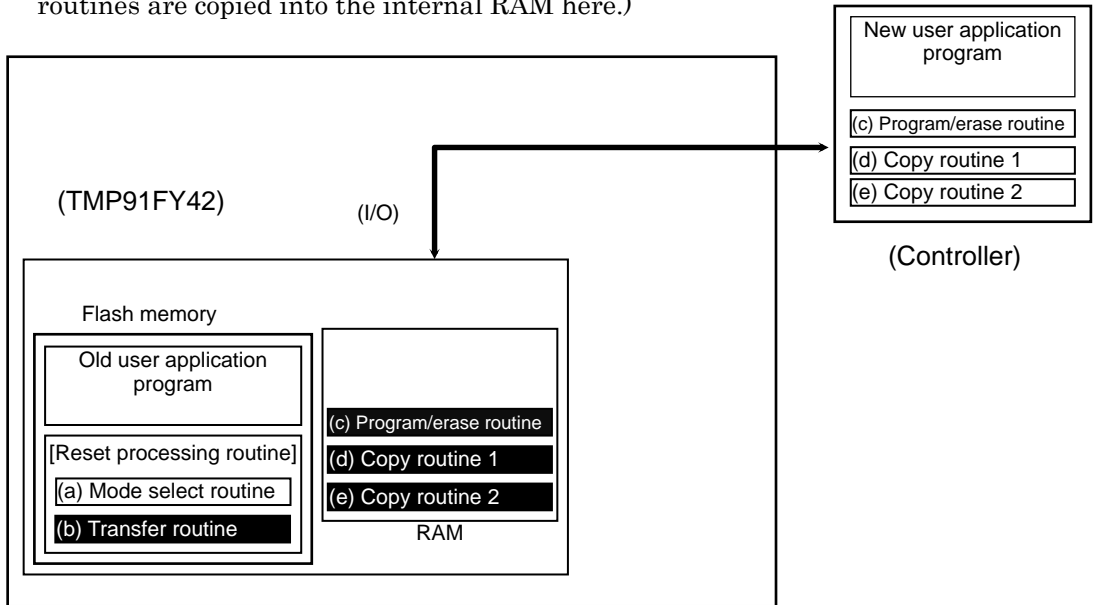 routines are copied into the internal RAM here.)
New user application
program
(c) Program/erase routine
(d) Copy routine 1
(e) Copy routine 2
(Controller)
(TMP91FY42)
(I/O)
Flash memory
Old user application
program
[Reset processing routine]
(a) Mode select routine
(b) Transfer routine
(c) Program/erase routine
(d) Copy routine 1
(e) Copy routine 2
RAM